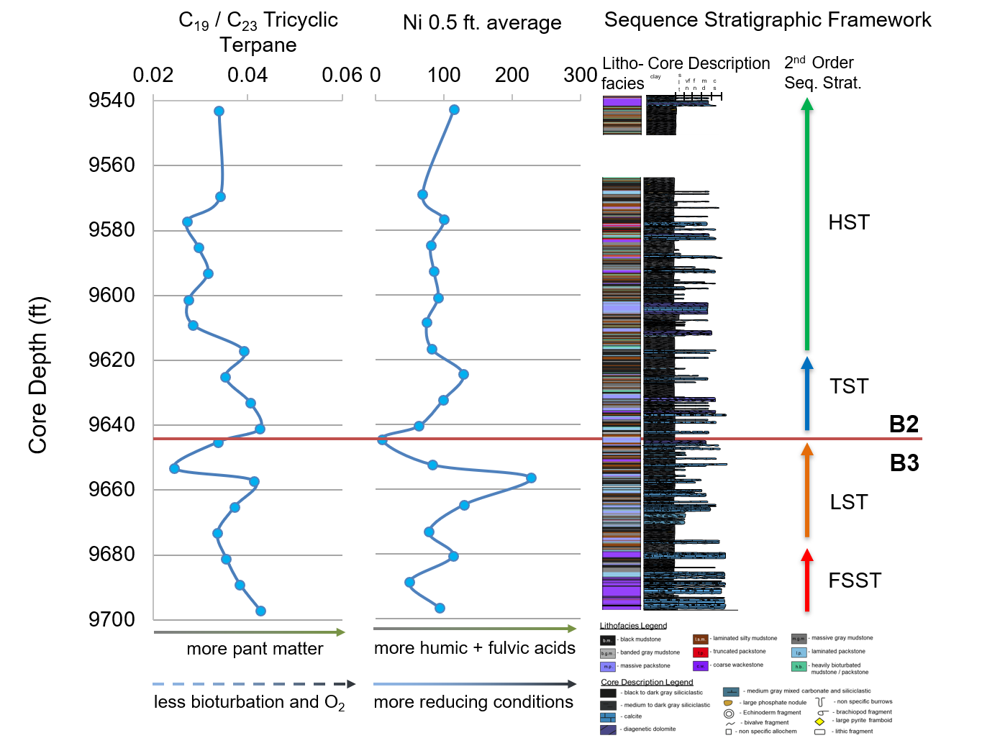 C19 / C23 Tricyclic
Terpane
Ni 0.5 ft. average
Sequence Stratigraphic Framework
0.02 0.04 0.06
0 100 200 300
Litho-
facies
Core Description
clay
slt
vfn
fn
md
cs
2nd Order
Seq. Strat.
Core Depth (ft)
9540
9560
9580
9600
9620
9640
9660
9680
9700
HST
TST
B2
B3
LST
FSST
more pant matter
less bioturbation and O2
more humic + fulvic acids
more reducing conditions
Lithofacies Legend
b.m. - black mudstone
l.s.m. - laminated silty mudstone
m.g.m - massive gray mudstone
b.g.m. - banded gray mudstone
t.p. - truncated packstone
l.p. - laminated packstone
m.p. - massive packstone
c.w. - coarse wackestone
h.b. - heavily bioturbated
mudstone / packstone
Core Description Legend
- black to dark gray siliciclastic
- medium to dark gray siliciclastic
- calcite
- diagenetic dolomite
- medium gray mixed carbonate and siliciclastic
- large phosphate nodule
- Echinoderm fragment
- bivalve fragment
- non specific allochem
- non specific burrows
- brachiopod fragment
- large pyrite framboid
- lithic fragment